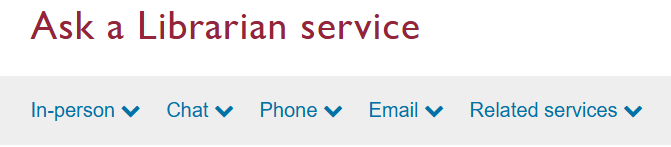 Ask a Librarian service
In-person Chat Phone Email Related services